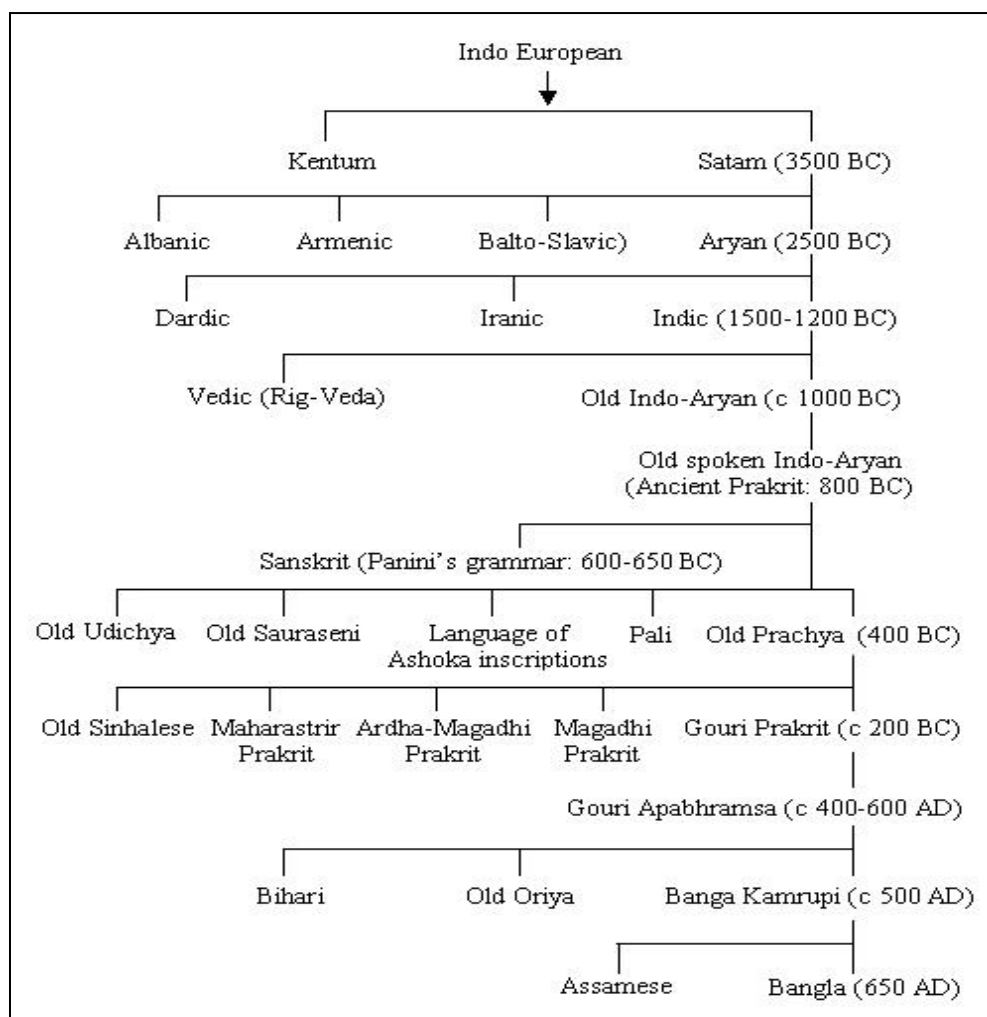 Indo European
Kentum
Satam (3500 BC)
Albanic
Armenic
Balto-Slavic)
Aryan (2500 BC)
Dardic
Iranic
Indic (1500-1200 BC)
Vedic (Rig-Veda)
Old Indo-Aryan (c 1000 BC)
Old spoken Indo-Aryan
(Ancient Prakrit: 800 BC)
Sanskrit (Panini's grammar: 600-650 BC)
Old Udichya
Old Sauraseni
Language of
Ashoka inscriptions
Pali
Old Prachya (400 BC)
Old Sinhalese
Maharastrir
Prakrit
Ardha-Magadhi
Prakrit
Magadhi
Prakrit
Gouri Prakrit (c 200 BC)
Gouri Apabhramsa (c 400-600 AD)
Bihari
Old Oriya
Banga Kamrupi (c 500 AD)
Assamese
Bangla (650 AD)